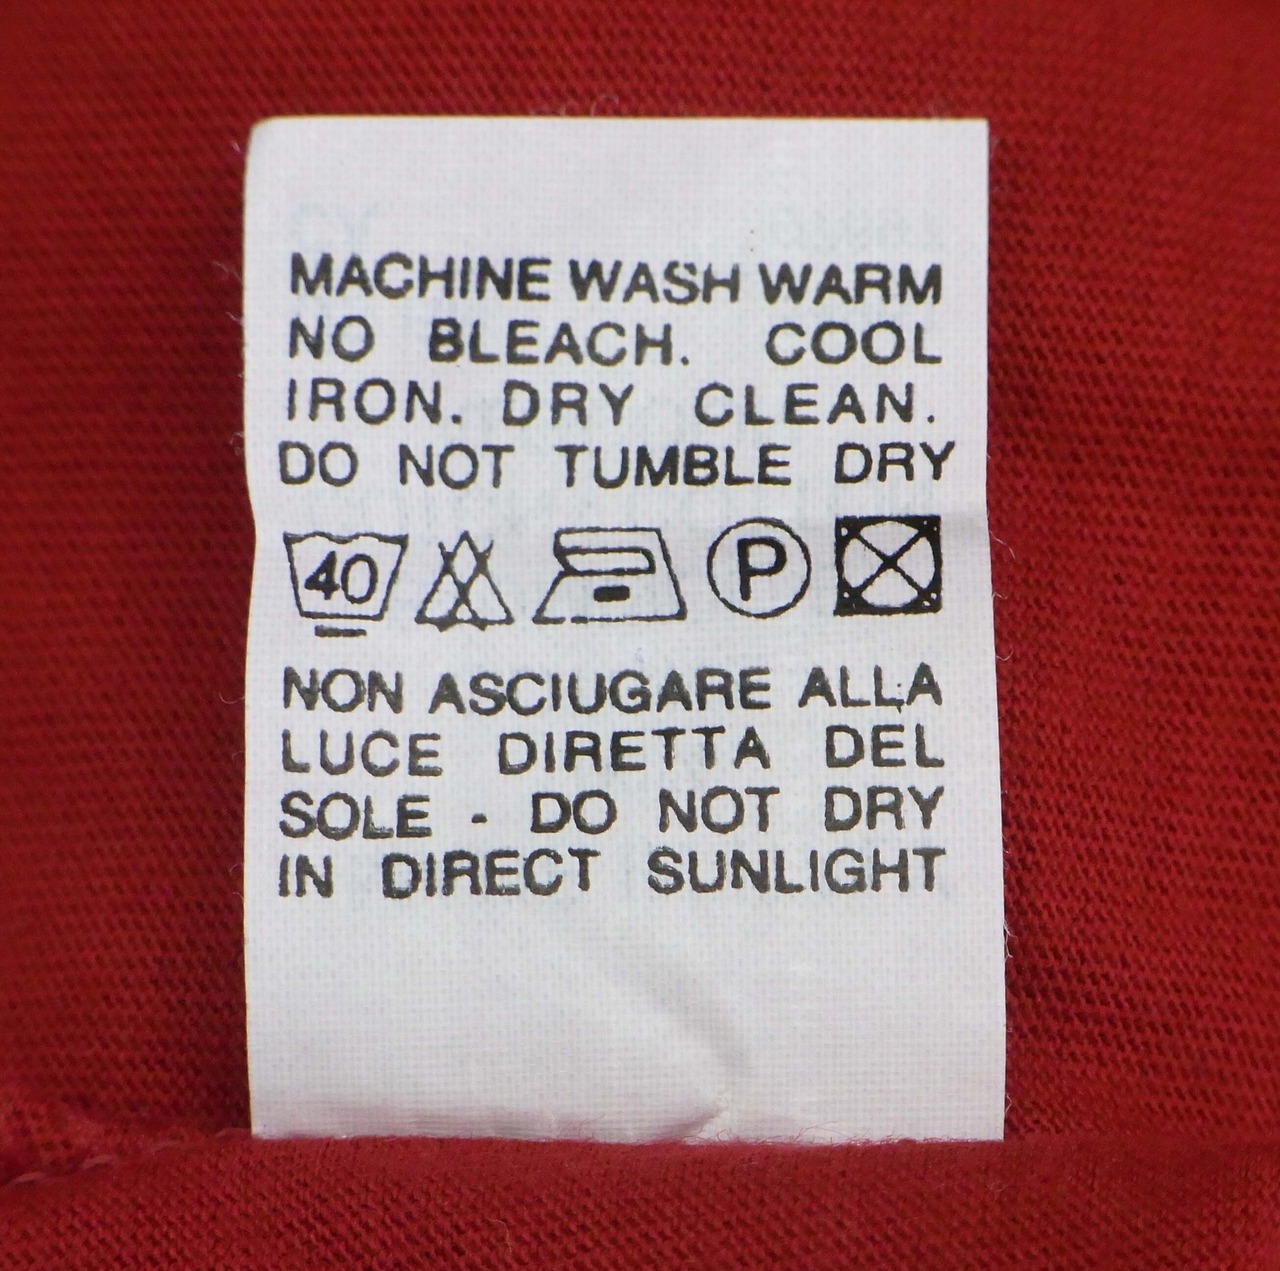 MACHINE WASH WARM
NO BLEACH. COOL
IRON. DRY CLEAN.
DO NOT TUMBLE DRY
40 P
NON ASCIUGARE ALLA
LUCE DIRETTA DEL
SOLE - DO NOT DRY
IN DIRECT SUNLIGHT